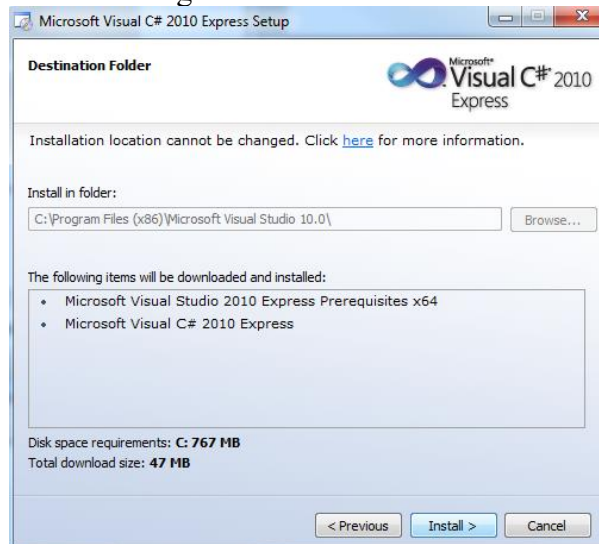 Microsoft Visual C# 2010 Express Setup
Destination Folder
Microsoft®
Visual C# 2010
Express
Installation location cannot be changed. Click here for more information.
Install in folder:
C:\Program Files (x86)\Microsoft Visual Studio 10.0\
Browse...
The following items will be downloaded and installed:
• Microsoft Visual Studio 2010 Express Prerequisites x64
• Microsoft Visual C# 2010 Express
Disk space requirements: C: 767 MB
Total download size: 47 MB
< Previous Install > Cancel